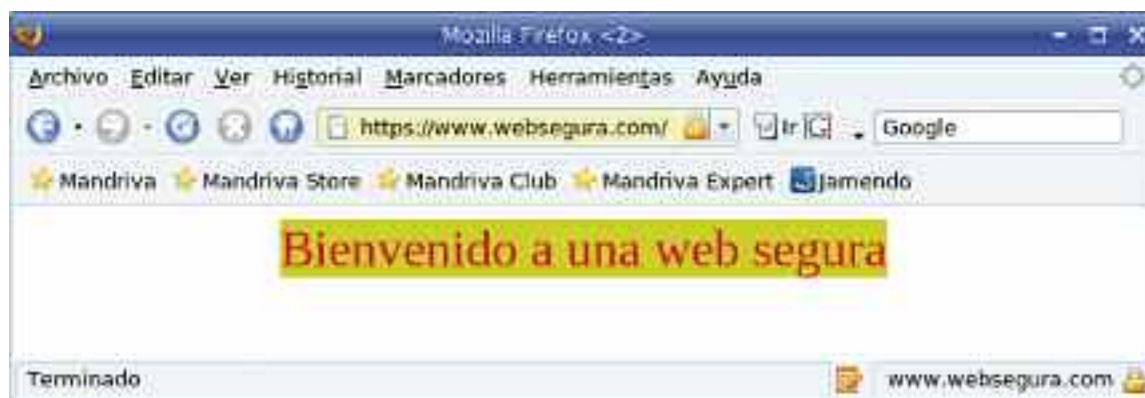 Mozilla Firefox <2>
Archivo Editar Ver Historial Marcadores Herramientas Ayuda
https://www.websegura.com/ Ir Google
Mandriva Mandriva Store Mandriva Club Mandriva Expert Jamendo
Bienvenido a una web segura
Terminado www.websegura.com